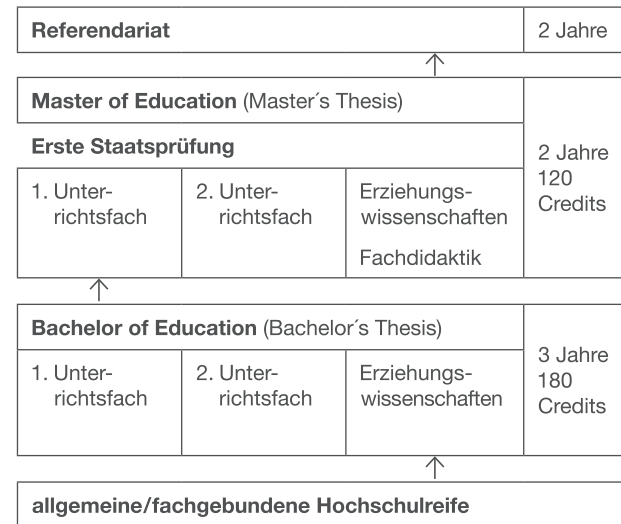 Referendariat
2 Jahre
Master of Education (Master´s Thesis)
Erste Staatsprüfung
1. Unter-
richtsfach
2. Unter-
richtsfach
Erziehungs-
wissenschaften
Fachdidaktik
2 Jahre
120
Credits
Bachelor of Education (Bachelor´s Thesis)
1. Unter-
richtsfach
2. Unter-
richtsfach
Erziehungs-
wissenschaften
3 Jahre
180
Credits
allgemeine/fachgebundene Hochschulreife